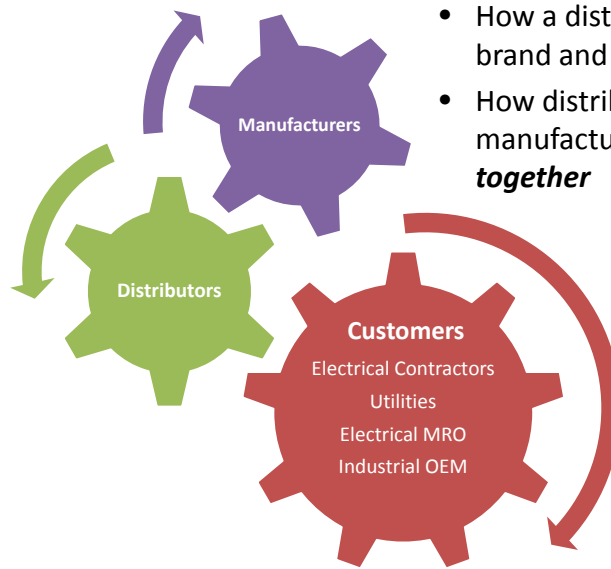 • How a dist
brand and
• How distri
manufactu
together
Manufacturers
Distributors
Customers
Electrical Contractors
Utilities
Electrical MRO
Industrial OEM